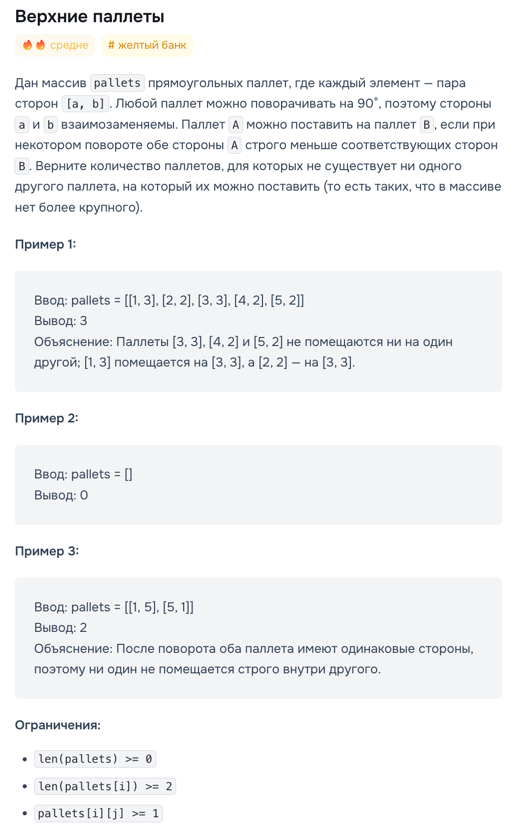 Верхние паллеты
🔥🔥 средне # желтый банк
Дан массив pallets прямоугольных паллет, где каждый элемент — пара
сторон [a, b]. Любой паллет можно поворачивать на 90°, поэтому стороны
a и b взаимозаменяемы. Паллет A можно поставить на паллет B, если при
некотором повороте обе стороны A строго меньше соответствующих сторон
B. Верните количество паллетов, для которых не существует ни одного
другого паллета, на который их можно поставить (то есть таких, что в массиве
нет более крупного).
Пример 1:
Ввод: pallets = [[1, 3], [2, 2], [3, 3], [4, 2], [5, 2]]
Вывод: 3
Объяснение: Паллеты [3, 3], [4, 2] и [5, 2] не помещаются ни на один
другой; [1, 3] помещается на [3, 3], а [2, 2] — на [3, 3].
Пример 2:
Ввод: pallets = []
Вывод: 0
Пример 3:
Ввод: pallets = [[1, 5], [5, 1]]
Вывод: 2
Объяснение: После поворота оба паллета имеют одинаковые стороны,
поэтому ни один не помещается строго внутри другого.
Ограничения:
• len(pallets) >= 0
• len(pallets[i]) >= 2
• pallets[i][j] >= 1